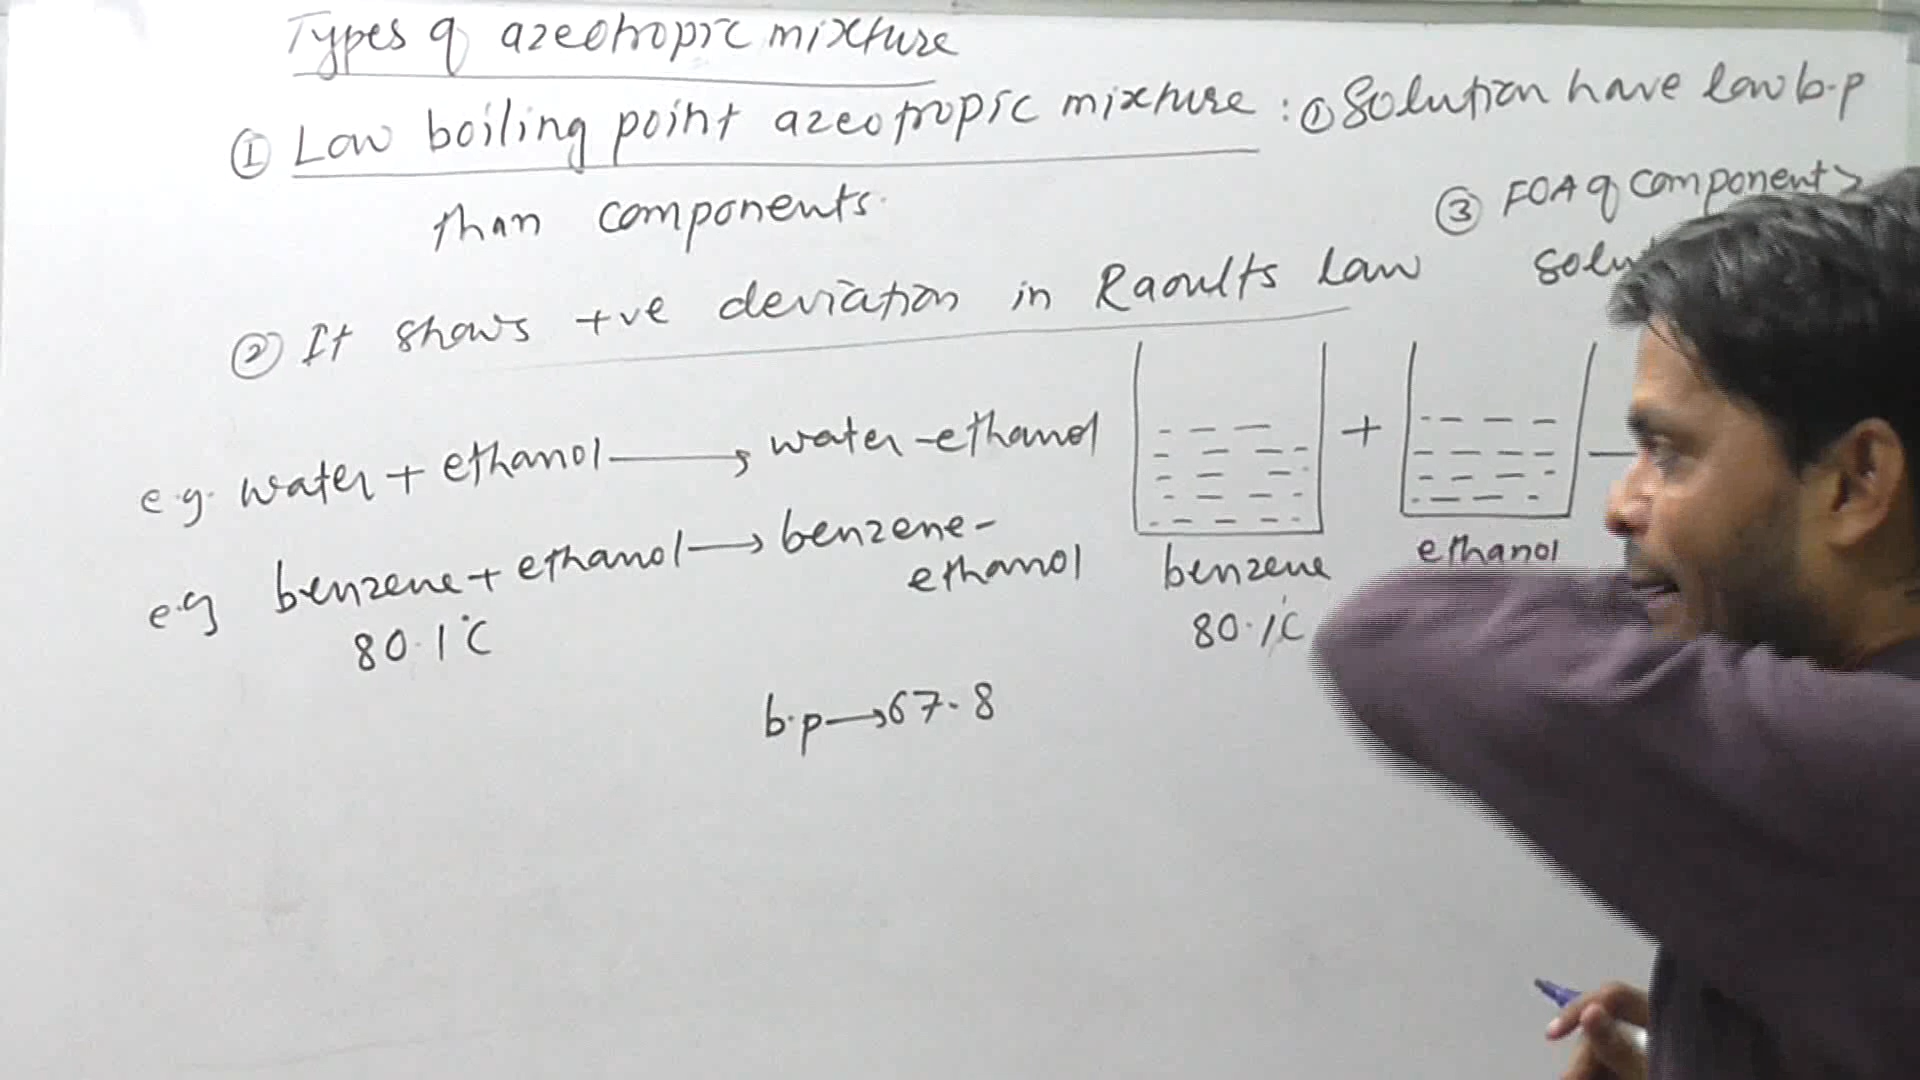 Types of azeotropic mixture
① Low boiling point azeotropic mixture : ① Solution have low b.p
than components.
③ FOA of component >
② It shows +ve deviation in Raoults Law
e.g. water + ethanol → water-ethanol
+
e.g benzene + ethanol → benzene-
ethanol
80.1°C
benzene
80.1°C
ethanol
b.p → 67.8